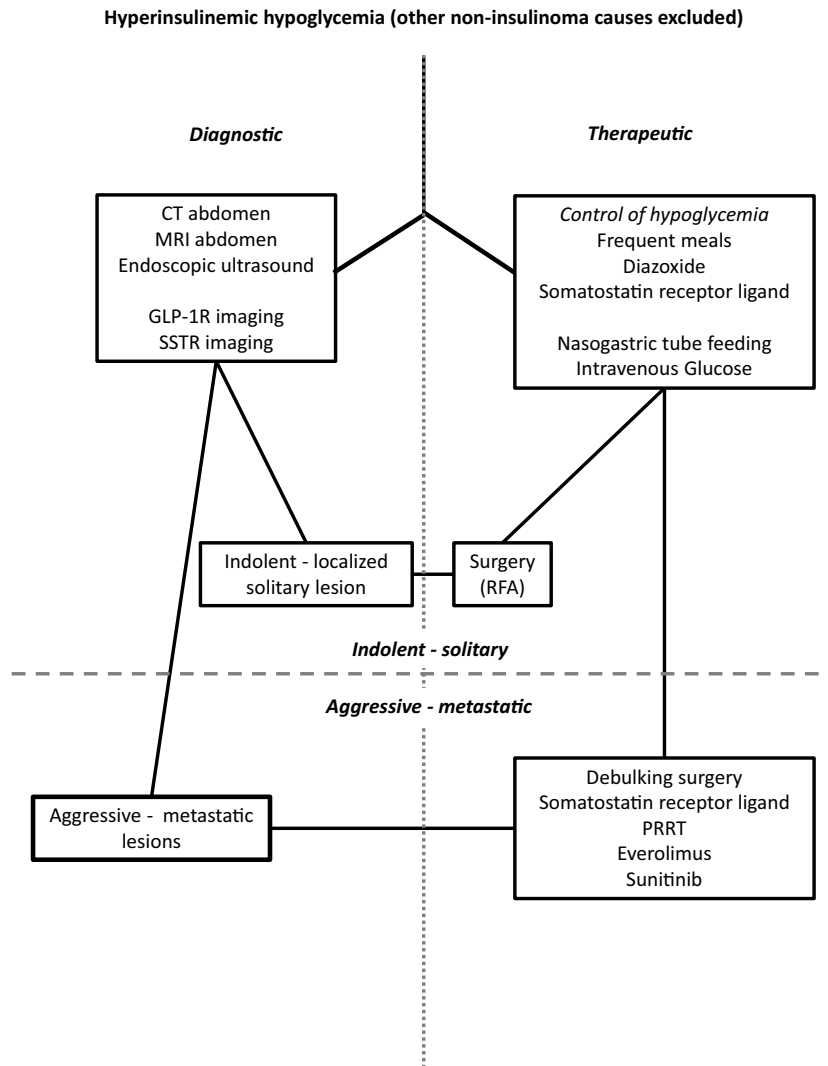 Hyperinsulinemic hypoglycemia (other non-insulinoma causes excluded)
Diagnostic
Therapeutic
CT abdomen
MRI abdomen
Endoscopic ultrasound
GLP-1R imaging
SSTR imaging
Control of hypoglycemia
Frequent meals
Diazoxide
Somatostatin receptor ligand
Nasogastric tube feeding
Intravenous Glucose
Indolent - localized
solitary lesion
Surgery
(RFA)
Indolent - solitary
Aggressive - metastatic
Aggressive - metastatic
lesions
Debulking surgery
Somatostatin receptor ligand
PRRT
Everolimus
Sunitinib